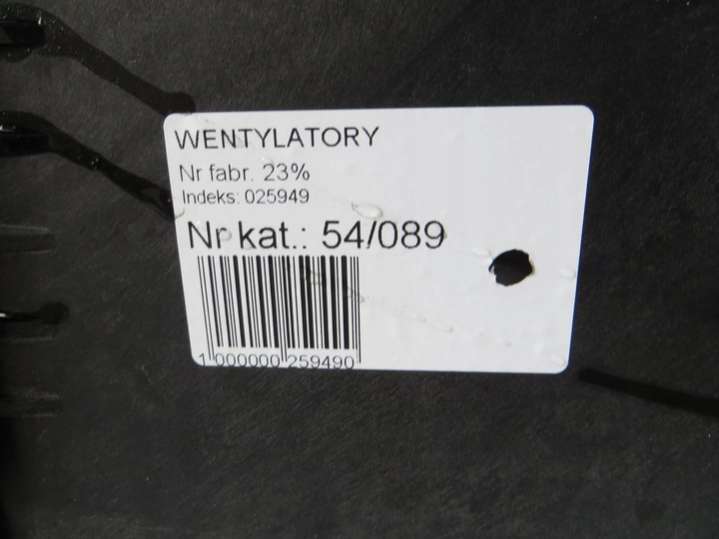 WENTYLATORY
Nr fabr. 23%
Indeks: 025949
Nr kat.: 54/089
1 000000 259490